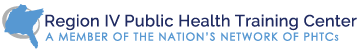 Region IV Public Health Training Center
A MEMBER OF THE NATION'S NETWORK OF PHTCs